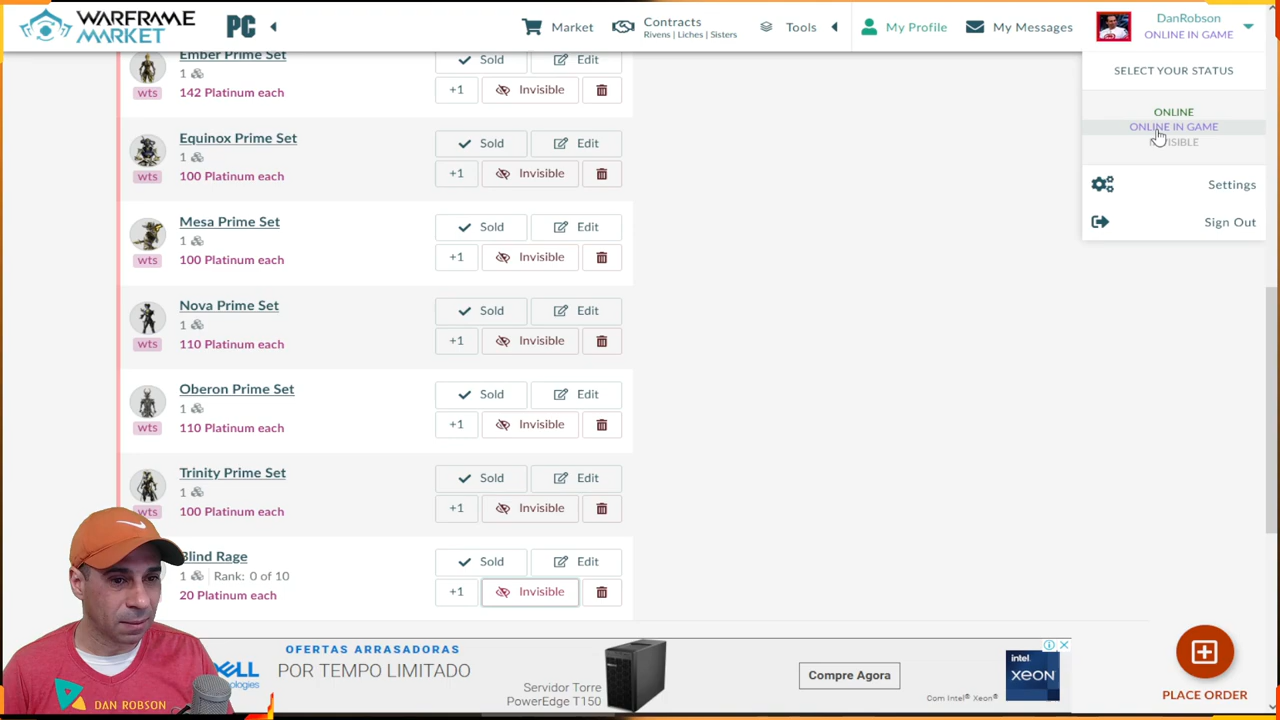 WARFRAME
MARKET
PC
Market
Contracts
Rivens | Liches | Sisters
Tools
My Profile
My Messages
DanRobson
ONLINE IN GAME
SELECT YOUR STATUS
ONLINE
ONLINE IN GAME
Settings
Sign Out
Ember Prime Set
1
wts
142 Platinum each
Sold
Edit
+1
Invisible
Equinox Prime Set
1
wts
100 Platinum each
Sold
Edit
+1
Invisible
Mesa Prime Set
1
wts
100 Platinum each
Sold
Edit
+1
Invisible
Nova Prime Set
1
wts
110 Platinum each
Sold
Edit
+1
Invisible
Oberon Prime Set
1
wts
110 Platinum each
Sold
Edit
+1
Invisible
Trinity Prime Set
1
wts
100 Platinum each
Sold
Edit
+1
Invisible
Blind Rage
1 Rank: 0 of 10
20 Platinum each
Sold
Edit
+1
Invisible
OFERTAS ARRASADORAS
POR TEMPO LIMITADO
Servidor Torre
PowerEdge T150
Compre Agora
Com Intel® Xeon®
intel
XEON
PLACE ORDER
DAN ROBSON